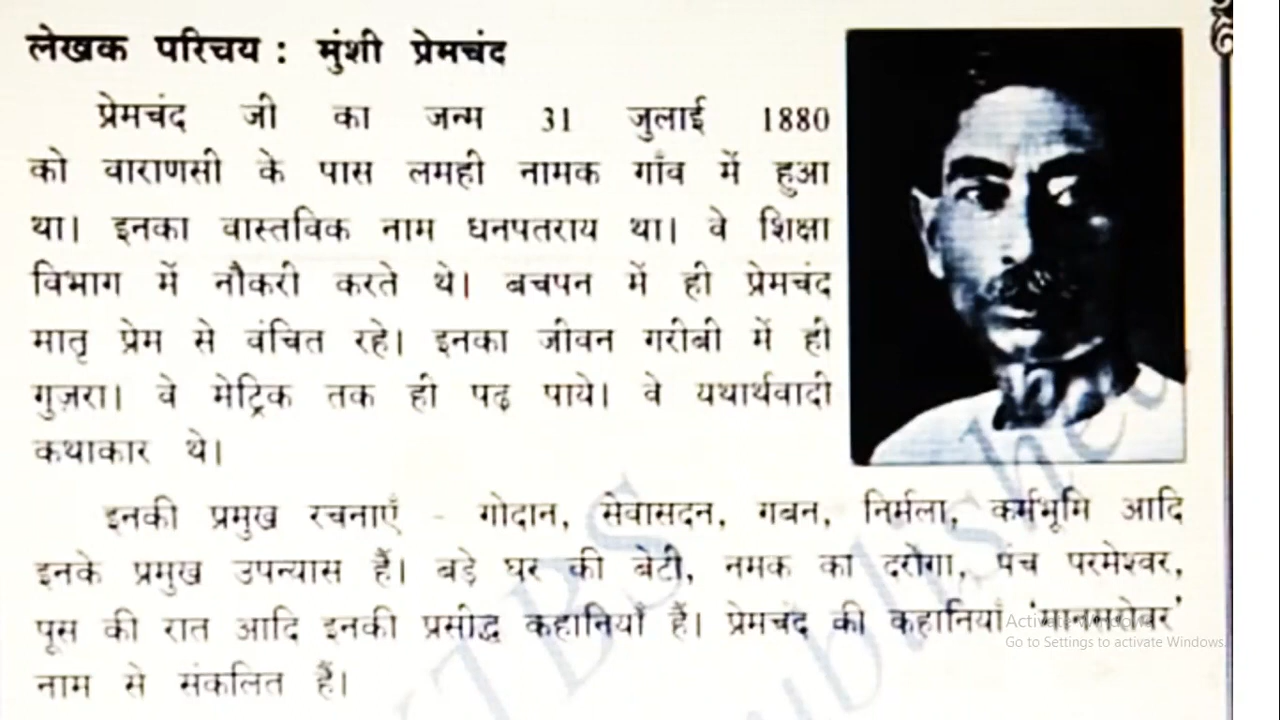 लेखक परिचय : मुंशी प्रेमचंद
प्रेमचंद जी का जन्म 31 जुलाई 1880
को वाराणसी के पास लमही नामक गाँव में हुआ
था। इनका वास्तविक नाम धनपतराय था। वे शिक्षा
विभाग में नौकरी करते थे। बचपन में ही प्रेमचंद
मातृ प्रेम से वंचित रहे। इनका जीवन गरीबी में ही
गुज़रा। वे मेट्रिक तक ही पढ़ पाये। वे यथार्थवादी
कथाकार थे।
इनकी प्रमुख रचनाएँ - गोदान, सेवासदन, गबन, निर्मला, कर्मभूमि आदि
इनके प्रमुख उपन्यास हैं। बड़े घर की बेटी, नमक का दरोगा, पंच परमेश्वर,
पूस की रात आदि इनकी प्रसीद्ध कहानियाँ हैं। प्रेमचंद की कहानियाँ 'मानसरोवर'
Activate Windows
Go to Settings to activate Windows.
नाम से संकलित हैं।
KTBS